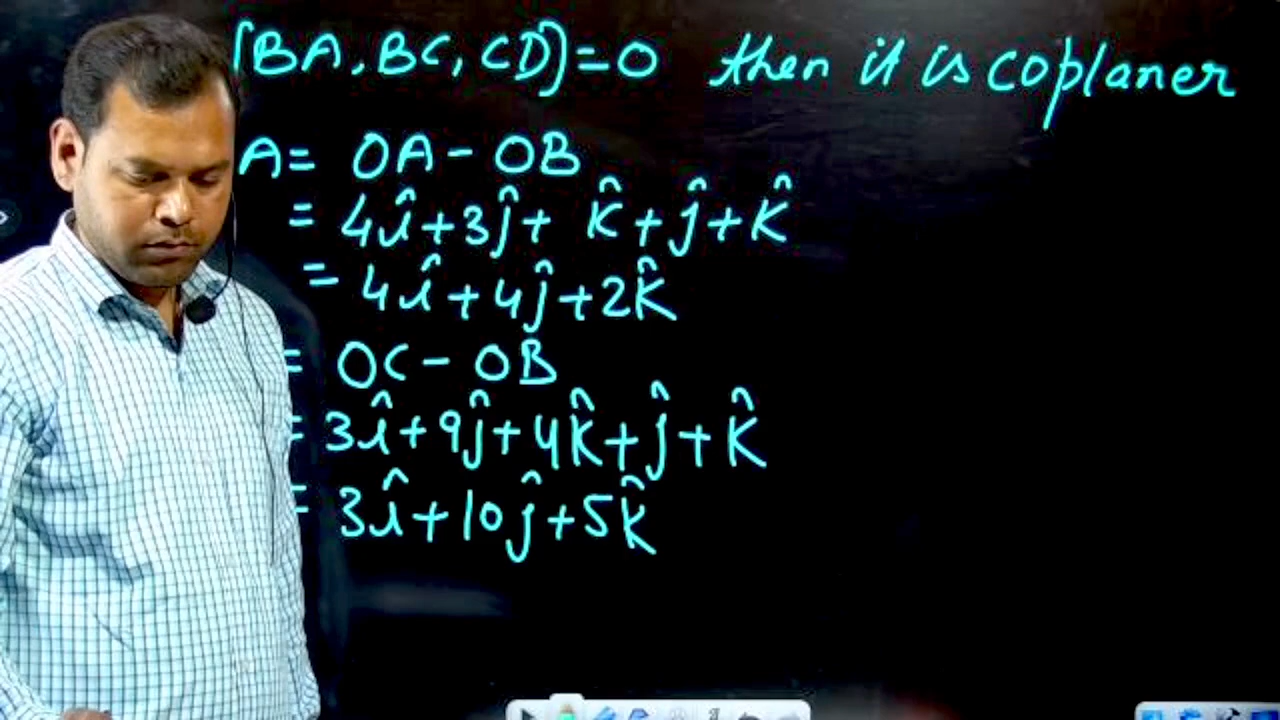 [BA, BC, CD] = 0 then it is coplaner
A = OA - OB
= 4î + 3ĵ + k̂ + ĵ + k̂
= 4î + 4ĵ + 2k̂
= OC - OB
= 3î + 9ĵ + 4k̂ + ĵ + k̂
= 3î + 10ĵ + 5k̂